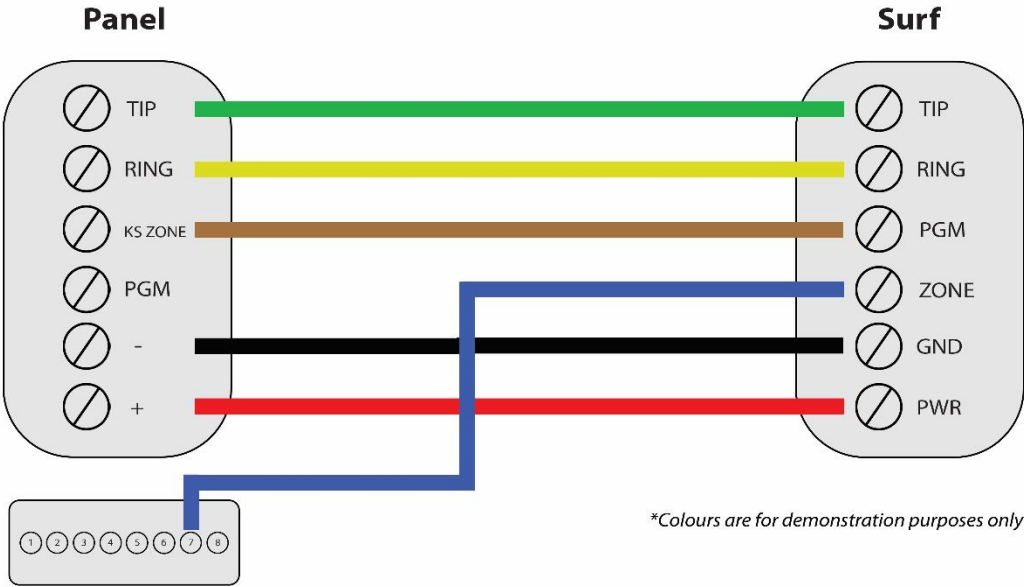 Panel Surf
TIP TIP
RING RING
KS ZONE PGM
PGM ZONE
- GND
+ PWR
*Colours are for demonstration purposes only
1 2 3 4 5 6 7 8